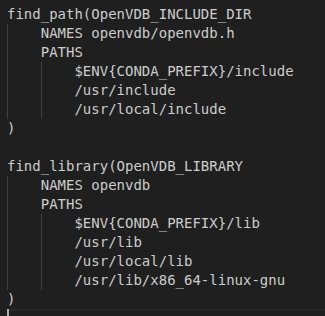 find_path(OpenVDB_INCLUDE_DIR
    NAMES openvdb/openvdb.h
    PATHS
        $ENV{CONDA_PREFIX}/include
        /usr/include
        /usr/local/include
)

find_library(OpenVDB_LIBRARY
    NAMES openvdb
    PATHS
        $ENV{CONDA_PREFIX}/lib
        /usr/lib
        /usr/local/lib
        /usr/lib/x86_64-linux-gnu
)